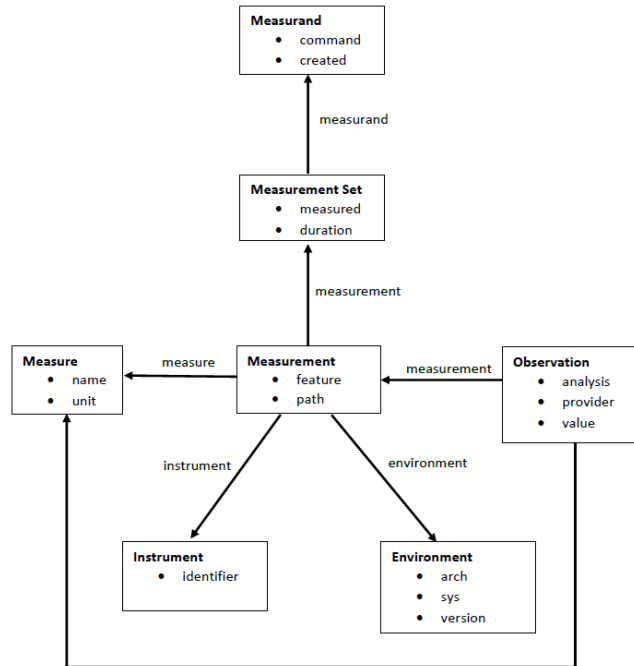 Measurand
• command
• created
measurand
Measurement Set
• measured
• duration
measurement
Measure
• name
• unit
measure
Measurement
• feature
• path
measurement
Observation
• analysis
• provider
• value
instrument
environment
Instrument
• identifier
Environment
• arch
• sys
• version